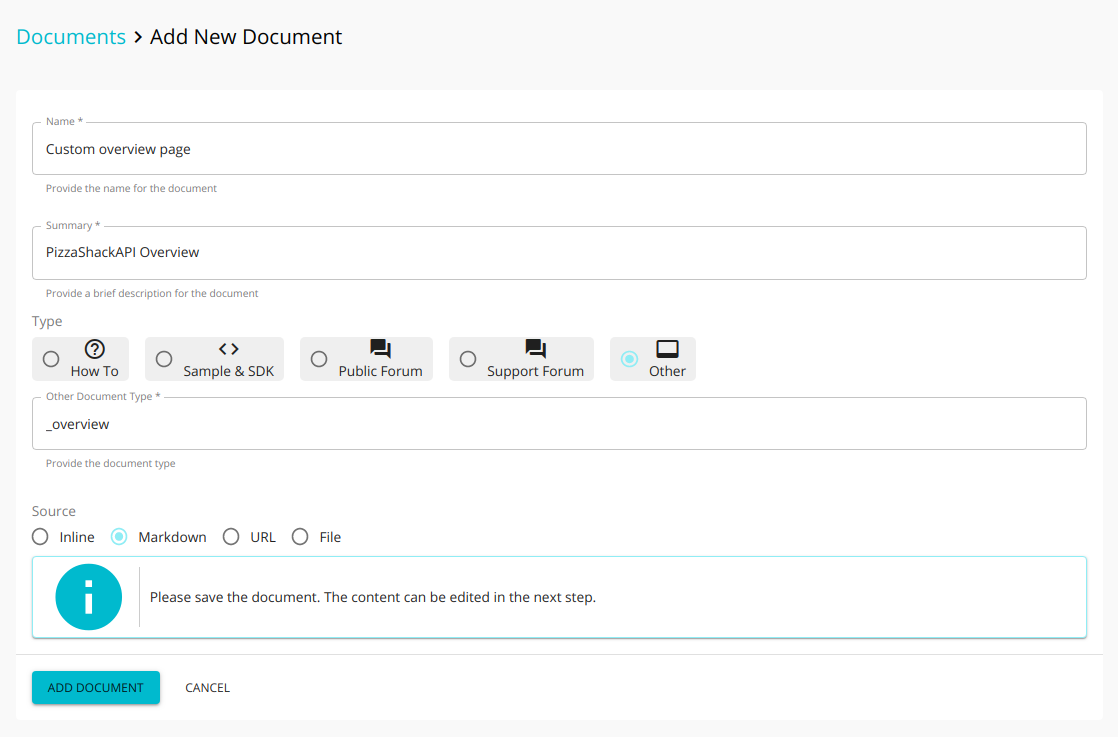 Documents > Add New Document
Name *
Custom overview page
Provide the name for the document
Summary *
PizzaShackAPI Overview
Provide a brief description for the document
Type
How To Sample & SDK Public Forum Support Forum Other
Other Document Type *
_overview
Provide the document type
Source
Inline Markdown URL File
Please save the document. The content can be edited in the next step.
ADD DOCUMENT CANCEL